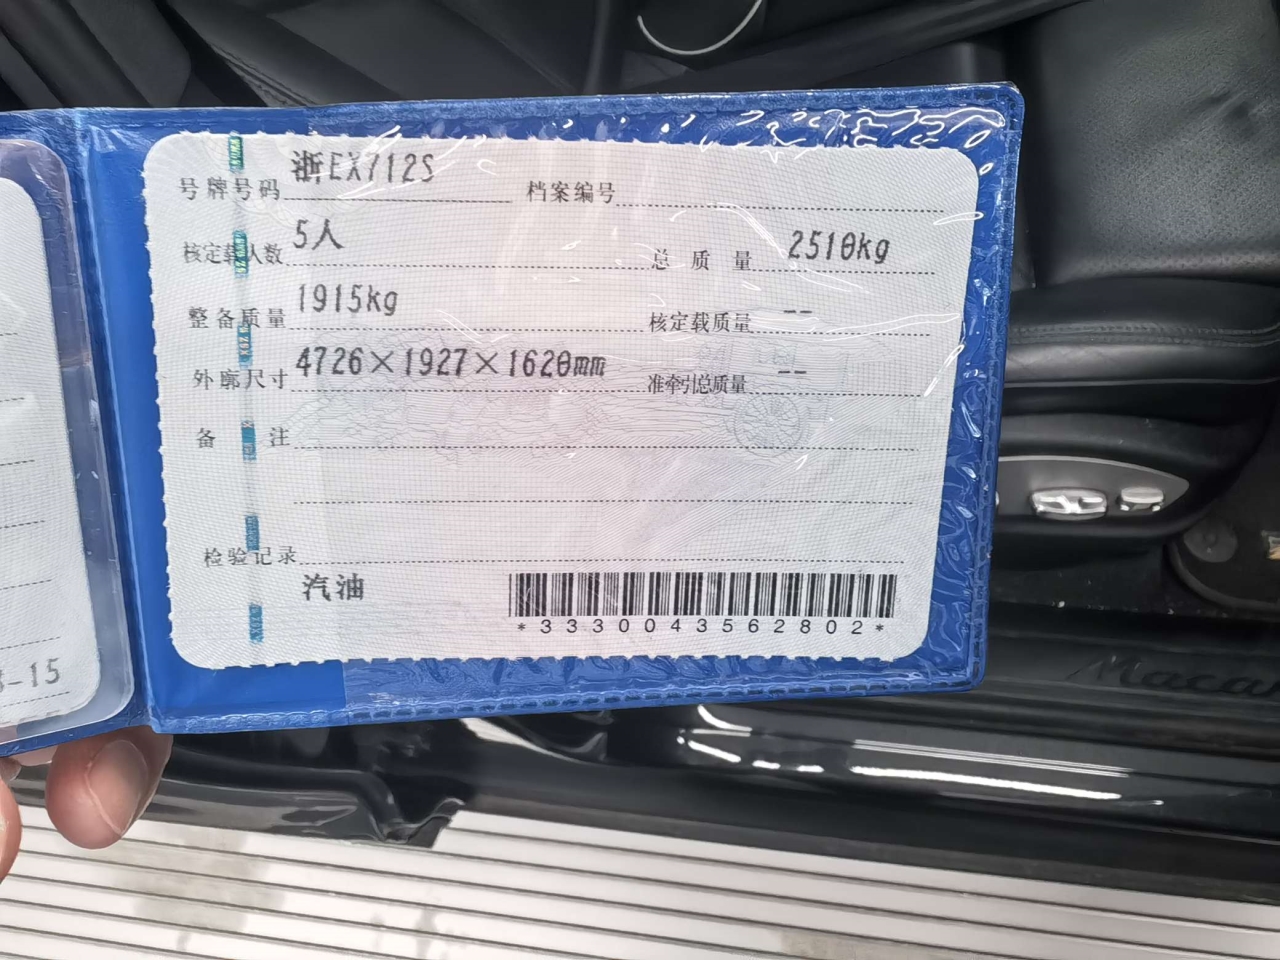 号牌号码 浙EX712S 档案编号
核定载人数 5人 总质量 2510kg
整备质量 1915kg 核定载质量 --
外廓尺寸 4726×1927×1620mm 准牵引总质量 --
备注
检验记录
汽油
*3330043562802*
-15
Macan